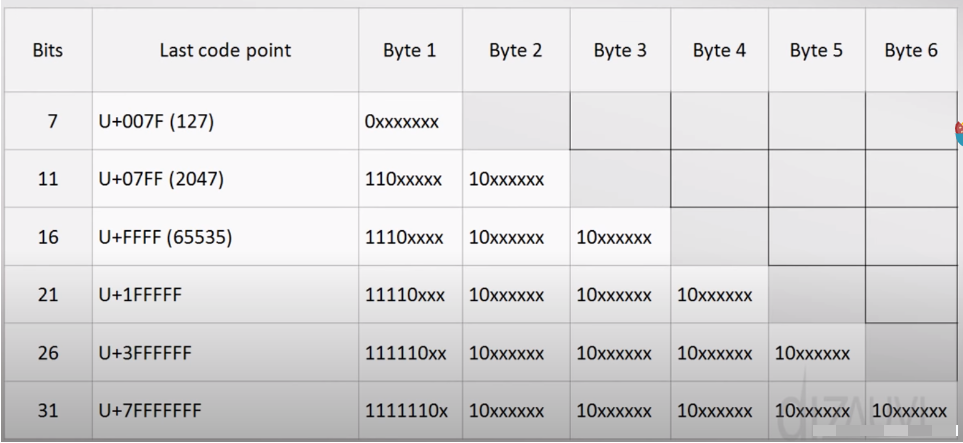 Bits Last code point Byte 1 Byte 2 Byte 3 Byte 4 Byte 5 Byte 6
7 U+007F (127) 0xxxxxxx
11 U+07FF (2047) 110xxxxx 10xxxxxx
16 U+FFFF (65535) 1110xxxx 10xxxxxx 10xxxxxx
21 U+1FFFFF 11110xxx 10xxxxxx 10xxxxxx 10xxxxxx
26 U+3FFFFFF 111110xx 10xxxxxx 10xxxxxx 10xxxxxx 10xxxxxx
31 U+7FFFFFFF 1111110x 10xxxxxx 10xxxxxx 10xxxxxx 10xxxxxx 10xxxxxx